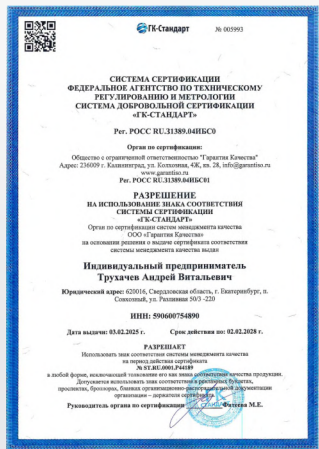 ГК-Стандарт
№ 005993
СИСТЕМА СЕРТИФИКАЦИИ
ФЕДЕРАЛЬНОЕ АГЕНТСТВО ПО ТЕХНИЧЕСКОМУ
РЕГУЛИРОВАНИЮ И МЕТРОЛОГИИ
СИСТЕМА ДОБРОВОЛЬНОЙ СЕРТИФИКАЦИИ
«ГК-СТАНДАРТ»
Рег. РОСС RU.31389.04ИБС0
Орган по сертификации:
Общество с ограниченной ответственностью "Гарантия Качества"
Адрес: 236009 г. Калининград, ул. Колхозная, 4Ж, кв. 28, info@garantiso.ru
www.garantiso.ru
Рег. РОСС RU.31389.04ИБС01
РАЗРЕШЕНИЕ
НА ИСПОЛЬЗОВАНИЕ ЗНАКА СООТВЕТСТВИЯ
СИСТЕМЫ СЕРТИФИКАЦИИ
«ГК-СТАНДАРТ»
Орган по сертификации систем менеджмента качества
ООО «Гарантия Качество»
на основании решения о выдаче сертификата соответствия
системы менеджмента качества выдан
Индивидуальный предприниматель
Трухачев Андрей Витальевич
Юридический адрес: 620016, Свердловская область, г. Екатеринбург, п.
Совхозный, ул. Разливная 50/3 -220
ИНН: 590600754890
Дата выдачи: 03.02.2025 г. Срок действия по: 02.02.2028 г.
РАЗРЕШАЕТ
Использовать знак соответствия системы менеджмента качества
на период действия сертификата
№ ST.RU.0001.P44189
в любой форме, исключающей толкование его как знака соответствия качества продукции.
Допускается использовать знак соответствия в рекламных буклетах,
проспектах, брошюрах, бланках организационно-распорядительной документации
организации – держателя сертификата
Руководитель органа по сертификации Фатеева М.Е.